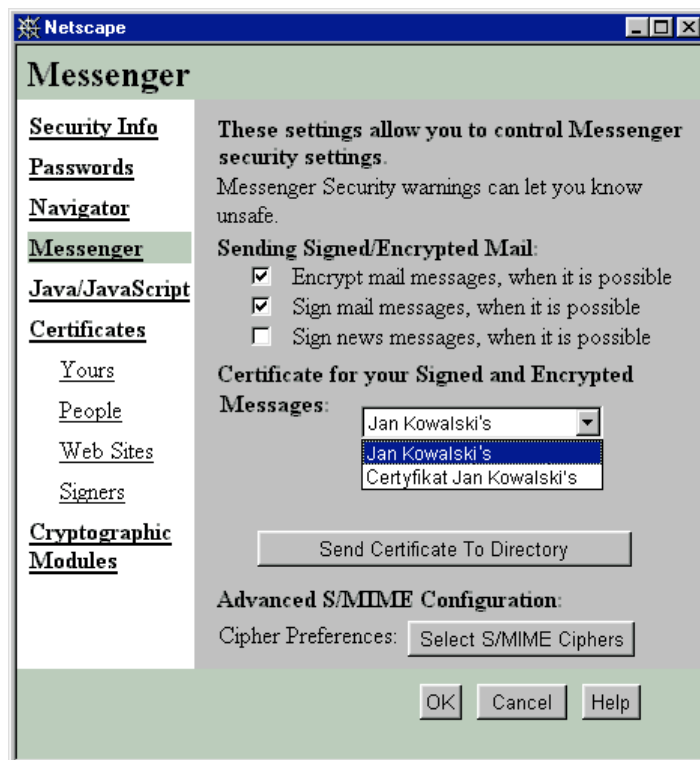 Netscape
Messenger
Security Info
Passwords
Navigator
Messenger
Java/JavaScript
Certificates
Yours
People
Web Sites
Signers
Cryptographic
Modules
These settings allow you to control Messenger
security settings.
Messenger Security warnings can let you know
unsafe.
Sending Signed/Encrypted Mail:
Encrypt mail messages, when it is possible
Sign mail messages, when it is possible
Sign news messages, when it is possible
Certificate for your Signed and Encrypted
Messages:
Jan Kowalski's
Jan Kowalski's
Certyfikat Jan Kowalski's
Send Certificate To Directory
Advanced S/MIME Configuration:
Cipher Preferences: Select S/MIME Ciphers
OK Cancel Help